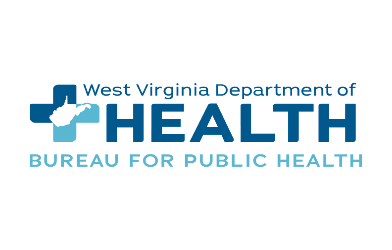 West Virginia Department of
HEALTH
BUREAU FOR PUBLIC HEALTH